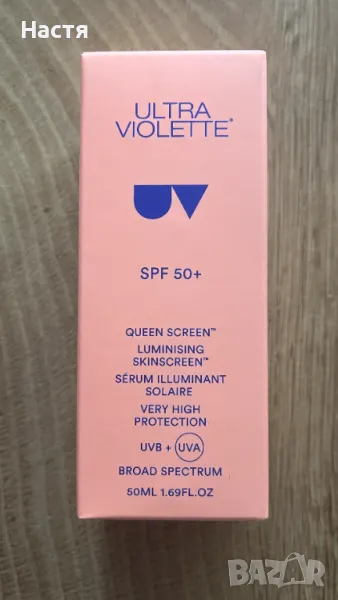 Настя
ULTRA
VIOLETTE®
UV
SPF 50+
QUEEN SCREEN™
LUMINISING
SKINSCREEN™
SÉRUM ILLUMINANT
SOLAIRE
VERY HIGH
PROTECTION
UVB + UVA
BROAD SPECTRUM
50ML 1.69FL.OZ
BAZAR